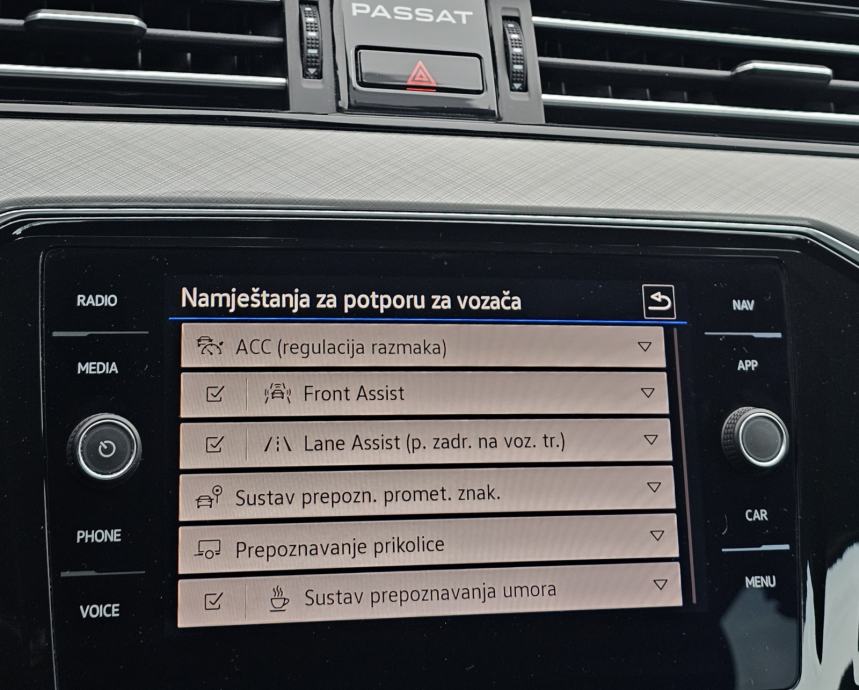 PASSAT
RADIO
MEDIA
PHONE
VOICE
Namještanja za potporu za vozača
ACC (regulacija razmaka)
Front Assist
Lane Assist (p. zadr. na voz. tr.)
Sustav prepozn. promet. znak.
Prepoznavanje prikolice
Sustav prepoznavanja umora
NAV
APP
CAR
MENU